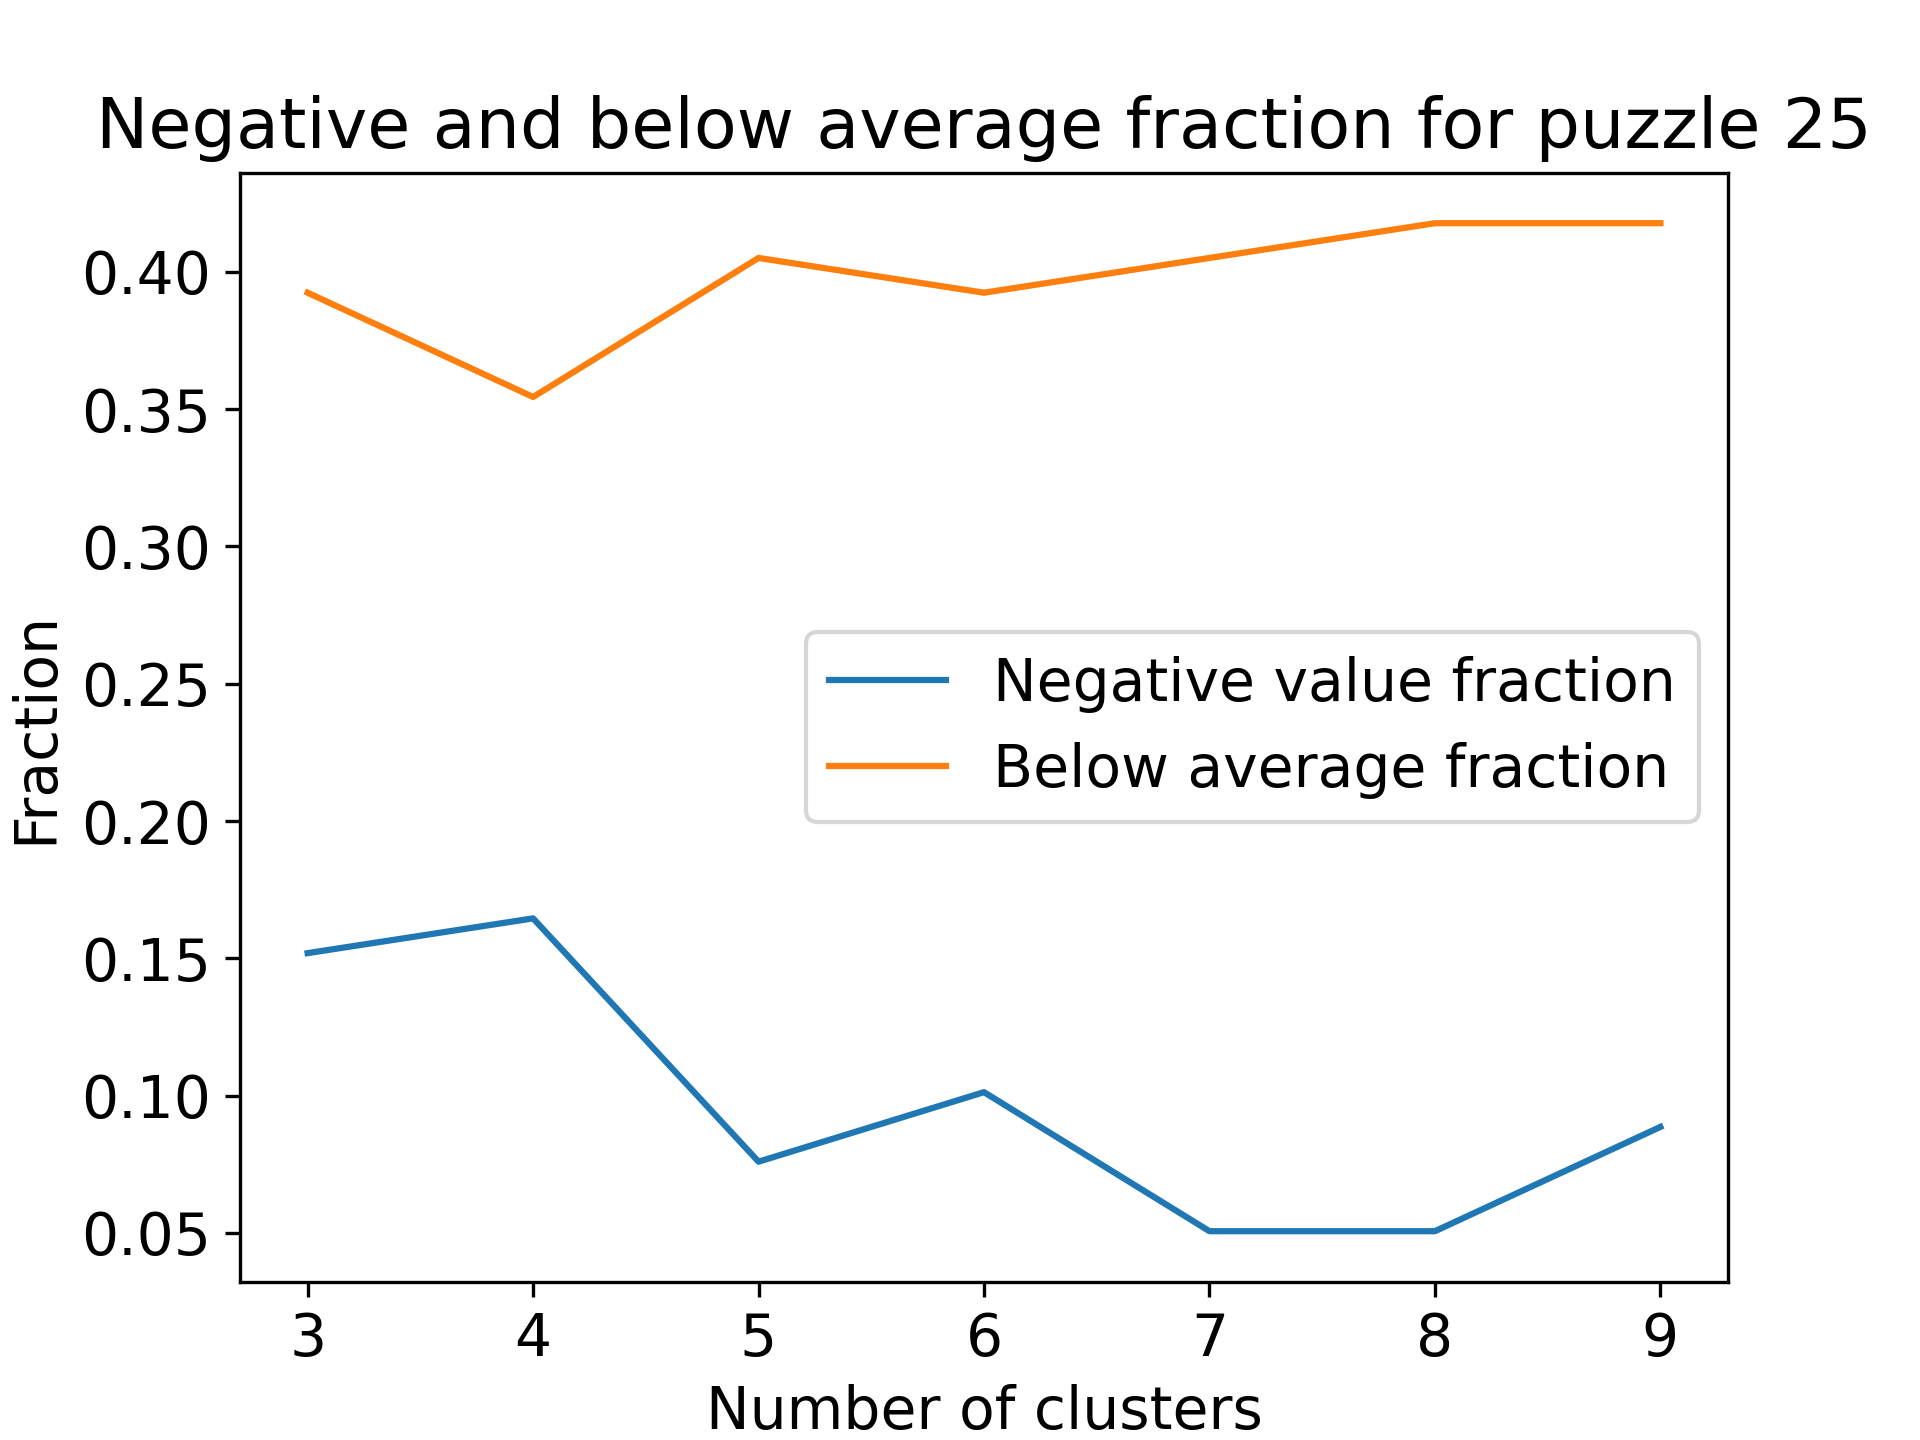 Negative and below average fraction for puzzle 25
0.40
0.35
0.30
0.25
0.20
0.15
0.10
0.05
Fraction
Negative value fraction
Below average fraction
3 4 5 6 7 8 9
Number of clusters